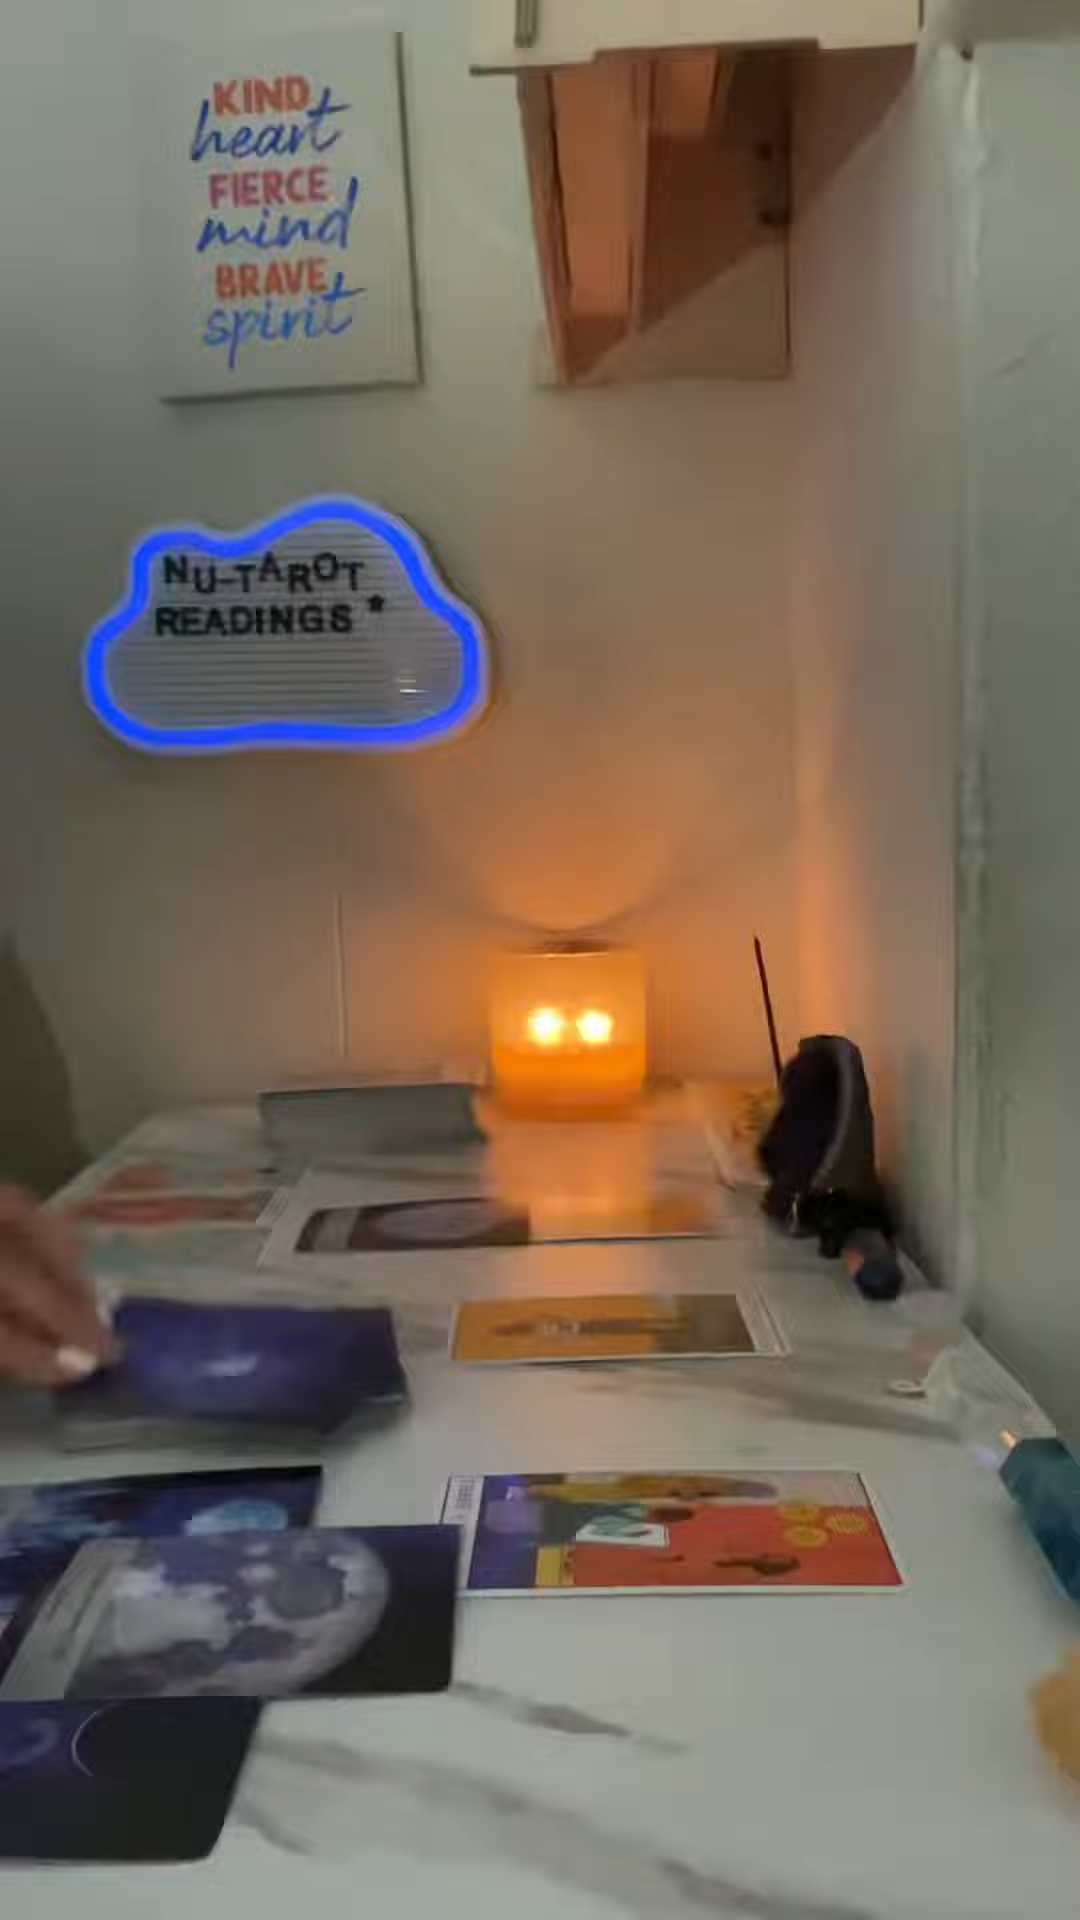 KIND
heart
FIERCE
mind
BRAVE
spirit
NU-TAROT
READINGS *